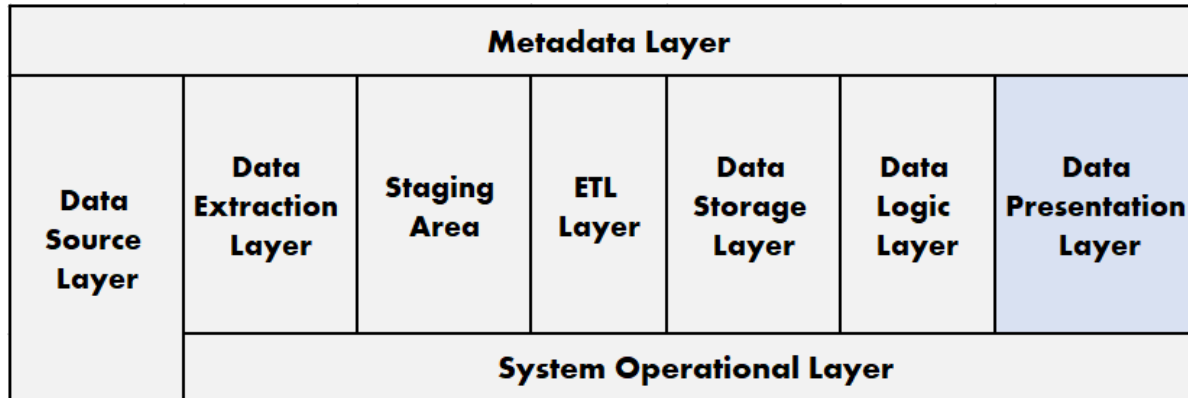 Metadata Layer
Data
Source
Layer
Data
Extraction
Layer
Staging
Area
ETL
Layer
Data
Storage
Layer
Data
Logic
Layer
Data
Presentation
Layer
System Operational Layer